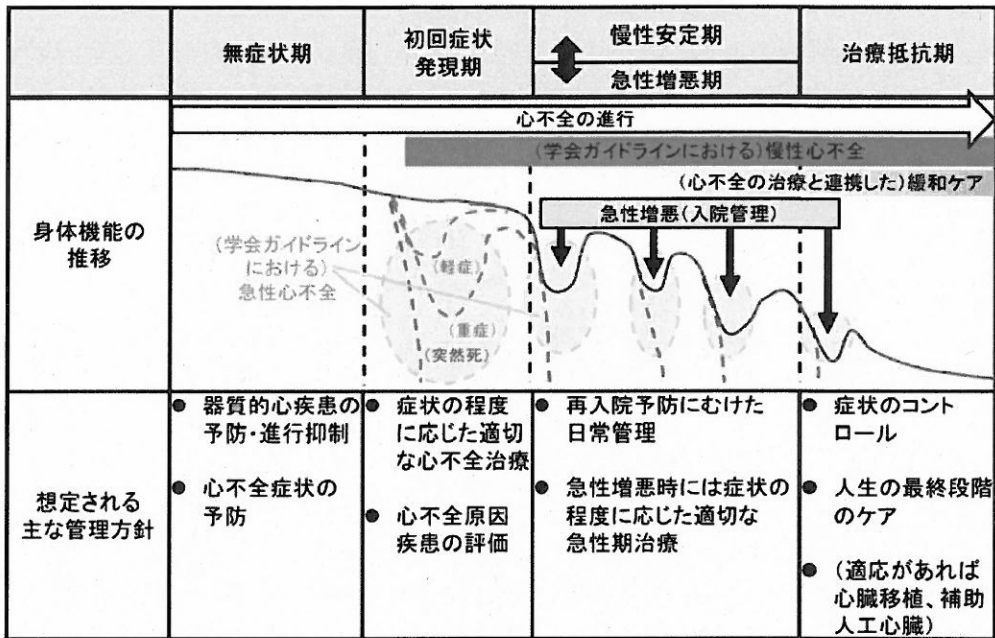 無症状期
初回症状
発現期
慢性安定期
急性増悪期
治療抵抗期
身体機能の
推移
心不全の進行
(学会ガイドラインにおける)慢性心不全
(心不全の治療と連携した)緩和ケア
急性増悪(入院管理)
(学会ガイドライン
における)
急性心不全
(軽症)
(重症)
(突然死)
想定される
主な管理方針
● 器質的心疾患の
予防・進行抑制
● 心不全症状の
予防
● 症状の程度
に応じた適切
な心不全治療
● 心不全原因
疾患の評価
● 再入院予防にむけた
日常管理
● 急性増悪時には症状の
程度に応じた適切な
急性期治療
● 症状のコント
ロール
● 人生の最終段階
のケア
● (適応があれば
心臓移植、補助
人工心臓)